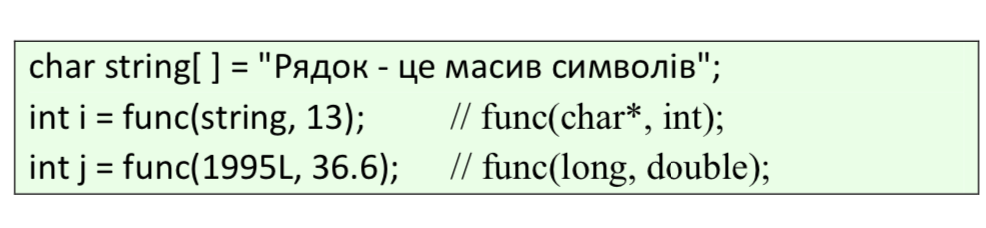 char string[ ] = "Рядок - це масив символів";
int i = func(string, 13); // func(char*, int);
int j = func(1995L, 36.6); // func(long, double);